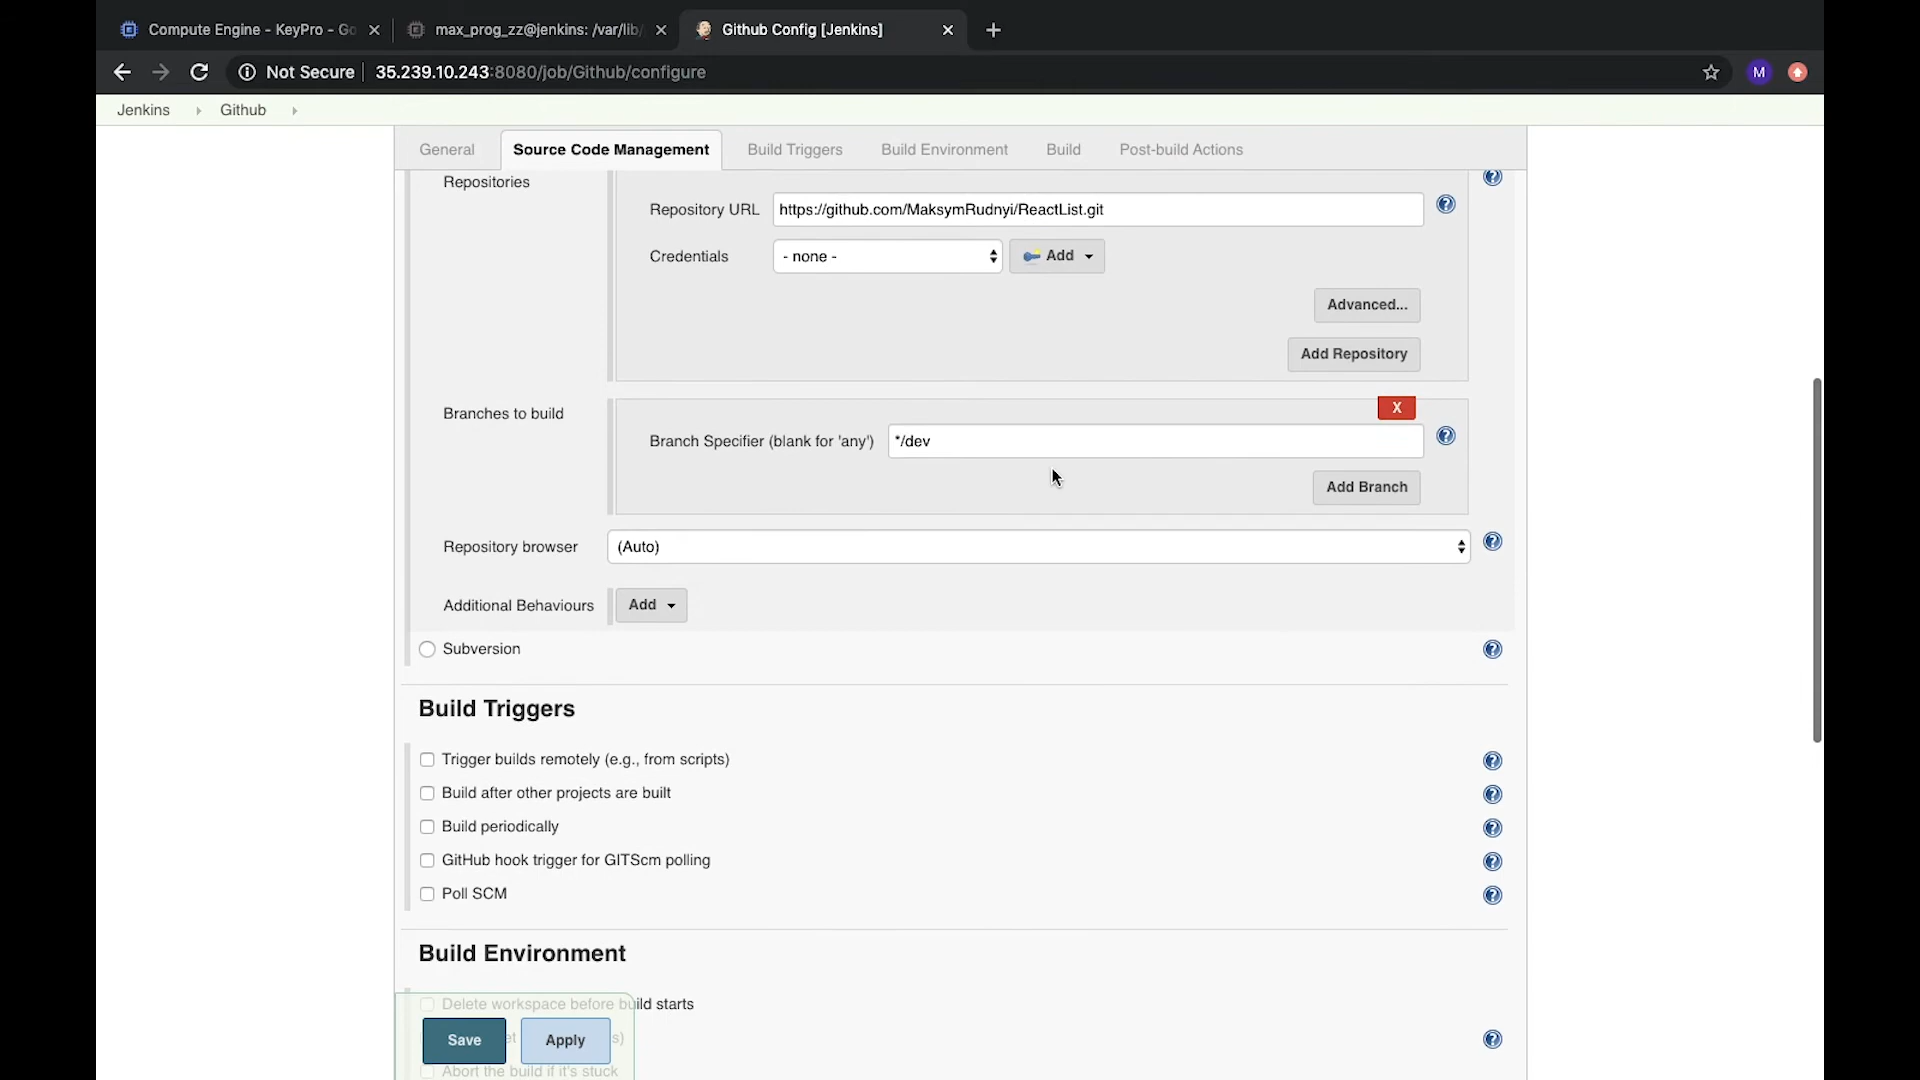 Compute Engine - KeyPro - Go
max_prog_zz@jenkins: /var/lib/
Github Config [Jenkins]
Not Secure
35.239.10.243:8080/job/Github/configure
M
Jenkins
Github
General
Source Code Management
Build Triggers
Build Environment
Build
Post-build Actions
Repositories
Repository URL
https://github.com/MaksymRudnyi/ReactList.git
Credentials
- none -
Add
Advanced...
Add Repository
Branches to build
X
Branch Specifier (blank for 'any')
*/dev
Add Branch
Repository browser
(Auto)
Additional Behaviours
Add
Subversion
Build Triggers
Trigger builds remotely (e.g., from scripts)
Build after other projects are built
Build periodically
GitHub hook trigger for GITScm polling
Poll SCM
Build Environment
Delete workspace before build starts
Save
Apply
Abort the build if it's stuck